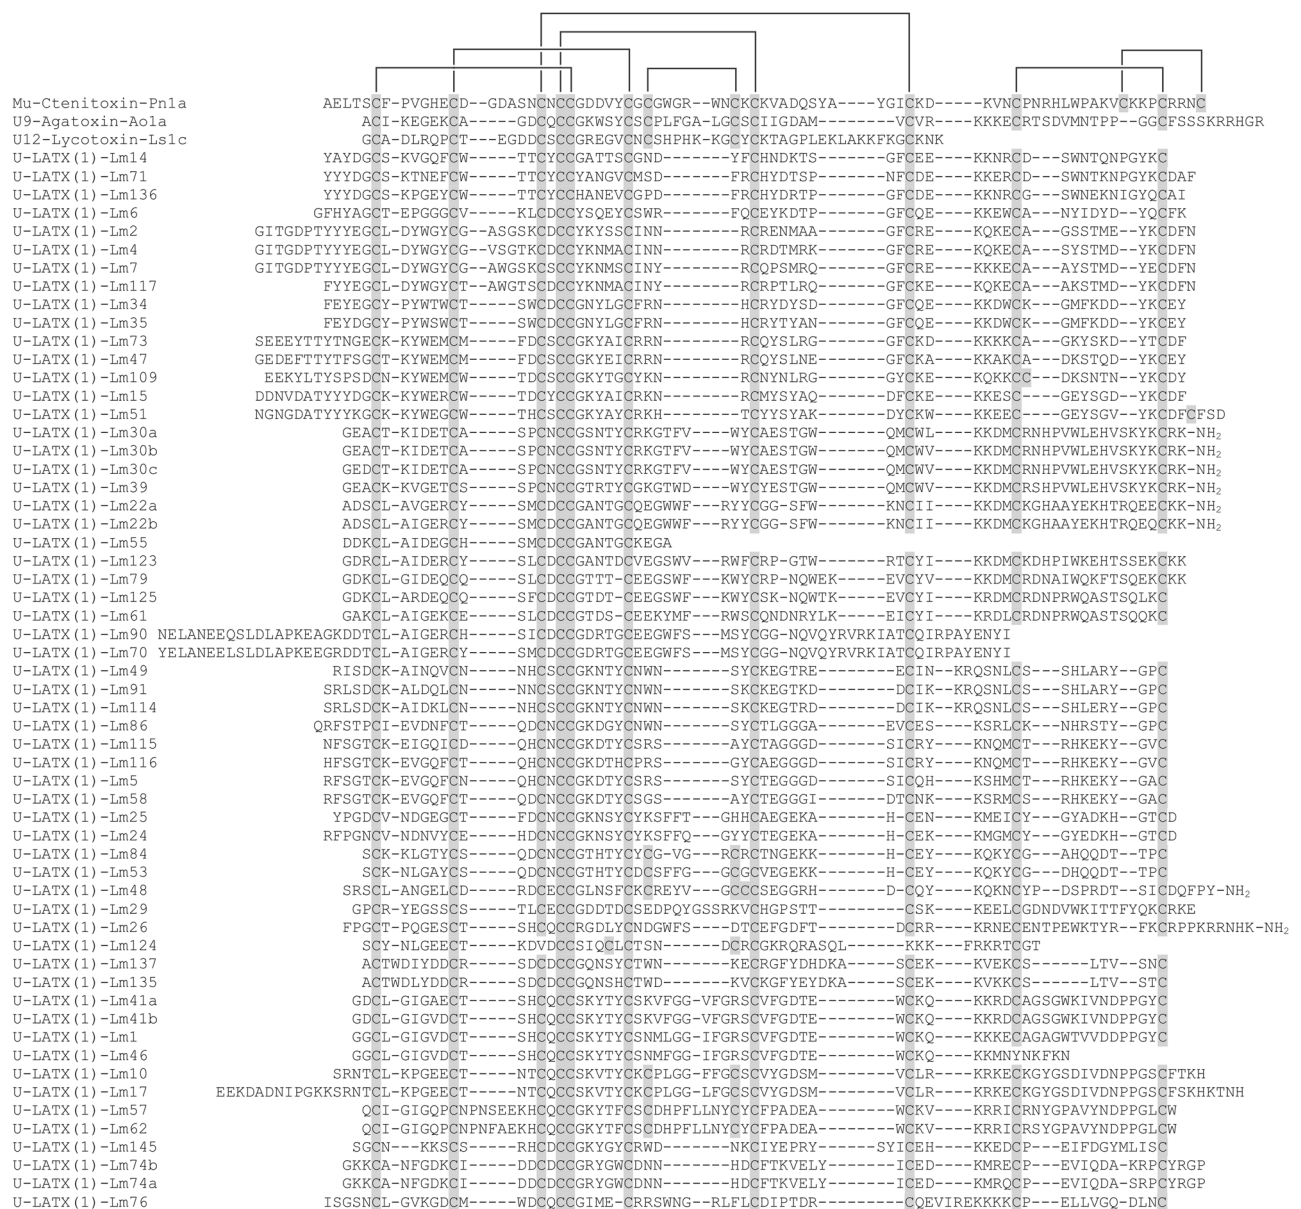 Mu-Ctenitoxin-Pn1a AELTSCF-PVGHECD--GDASNCNCCGDDVYCGCGWGR--WNCKCKVADQSYA----YGICKD----KVNCPNRHLWPAKVCKKPCRRNC
U9-Agatoxin-Ao1a ACI-KEGEKCA----GDCQCCGKWSYCSCPLFGA-LGCSCIIGDAM--------VCVR----KKKECRTSDVMNTPP--GGCFSSSKRRHGR
U12-Lycotoxin-Ls1c GCA-DLRQPCT---EGDDCSCCGREGVCNCSHPHK-KGCYCKTAGPLEKLAKKFKGCKNK
U-LATX(1)-Lm14 YAYDGCS-KVGQFCW-----TTCYCCGATTSCGND-------YFCHNDKTS------GFCEE----KKNRCD---SWNTQNPGYKC
U-LATX(1)-Lm71 YYYDGCS-KTNEFCW-----TTCYCCYANGVCMSD-------FRCHYDTSP------NFCDE----KKERCD---SWNTKNPGYKCDAF
U-LATX(1)-Lm136 YYYDGCS-KPGEYCW-----TTCYCCHANEVCGPD-------FRCHYDRTP------GFCDE----KKNRCG---SWNEKNIGYQCAI
U-LATX(1)-Lm6 GFHYAGCT-EPGGGCV-----KLCDCCYSQEYCSWR-------FQCEYKDTP------GFCQE----KKEWCA---NYIDYD--YQCFK
U-LATX(1)-Lm2 GITGDPTYYYEGCL-DYWGYCG--ASGSKCDCCYKYSSCINN-------RCRENMAA------GFCRE----KKKECA---GSSTME--YKCDFN
U-LATX(1)-Lm4 GITGDPTYYYEGCL-DYWGYCG--VSGTKCDCCYKNMACINN-------RCRDTMRK------GFCRE----KQKECA---SCSTMD--YKCDFN
U-LATX(1)-Lm7 GITGDPTYYYEGCL-DYWGYCG--AWGSKCSCCYKNMSCINY-------RCQPSMRQ------GFCRE----KKKECA---AYSTMD--YECDFN
U-LATX(1)-Lm117 FYYEGCL-DYWGYCT--AWGTSCDCCYKNMACINY-------RCRPTLRQ------GFCQE----KQKECA---AKSTMD--YKCDFN
U-LATX(1)-Lm34 FEYEGCY-PYWTWCT-----SWCDCCGNYLGCFRN-------HCRYDYSD------GFCQE----KKDWCK---GMFKDD--YKCEY
U-LATX(1)-Lm35 FEYDGCY-PYWSWCT-----SWCDCCGNYLGCFRN-------HCRYTYAN------GFCQE----KKDWCK---GMFKDD--YKCEY
U-LATX(1)-Lm73 SEEEYTTYTNGECK-KYWEMCM-----FDCSCCGKYAICRRN-------RCQYSLRG------GFCKD----KKKACK---GKYSKD--YTCDF
U-LATX(1)-Lm47 GEDEFTTYTFSGCT-KYWEMCM-----FDCSCCGKYEICRRN-------RCQYSLNE------GFCKA----KKAKCA---DKSTQD--YKCEY
U-LATX(1)-Lm109 EEKYLTYSPSDCN-KYWEMCW-----TDCSCCGKYTGCYKN-------RCNYNLRG------GYCKE----KQKKCC---DKSNTN--YKCDY
U-LATX(1)-Lm15 DDNVDATYYYDGCK-KYWERCW-----TDCYCCGKYAICRKN-------RCMYSYAQ------DFCKE----KKEESC----GEYSGD--YKCDF
U-LATX(1)-Lm51 NGNGDATYYYKGCK-KYWEGCW-----THCSCCGKYAYCRKH-------TCYYSYAK------DYCKW----KKEECC---GEYSGV--YKCDFCFSD
U-LATX(1)-Lm30a GEACT-KIDETCA-----SPCNCCGSNTYCRKGTFV----WYCAESTGW-------QMCWL----KKDMCRNHPVWLEHVSKYKCRK-NH₂
U-LATX(1)-Lm30b GEACT-KIDETCA-----SPCNCCGSNTYCRKGTFV----WYCAESTGW-------QMCWV----KKDMCRNHPVWLEHVSKYKCRK-NH₂
U-LATX(1)-Lm30c GEDCT-KIDETCA-----SPCNCCGSNTYCRKGTFV----WYCAESTGW-------QMCWV----KKDMCRNHPVWLEHVSKYKCRK-NH₂
U-LATX(1)-Lm39 GEACK-KVGETCS-----SPCNCCGTRTYCGKGTWD----WYCYESTGW-------QMCWV----KKDMCRSHPVWLEHVSKYKCRK-NH₂
U-LATX(1)-Lm22a ADSCL-AVGERCY-----SMCDCCGANTGCQEGWWF---RYYCGG-SFW-------KNCII----KKDMCKGHAAYEKHTRQEECKK-NH₂
U-LATX(1)-Lm22b ADSCL-AIGERCY-----SMCDCCGANTGCQEGWWF---RYYCGG-SFW-------KNCII----KKDMCKGHAAYEKHTRQEQCKK-NH₂
U-LATX(1)-Lm55 DDKCL-AIDEGCH-----SMCDCCGANTGCKEGA
U-LATX(1)-Lm123 GDRCL-AIDERCY-----SLCDCCGANTDCVEGSWV---RWFCRP-GTW-------RTCYI----KKDMCKDHPIWKEHTSSEKCKK
U-LATX(1)-Lm79 GDKCL-GIDEQCQ-----SLCDCCGTTT-CEEGSWF---KWYCRP-NQWEK-----EVCYV----KKDMCRDNAIWQKFTSQEKCKK
U-LATX(1)-Lm125 GDKCL-ARDEQCQ-----SFCDCCGTDT-CEEGSWF---KWYCSK-NQWTK-----EVCYI----KRDMCRDNPRWQASTSQLKC
U-LATX(1)-Lm61 GAKCL-AIGEKCE-----SLCDCCGTDS-CEEKYMF---RWSCQNDNRYLK-----EICYI----KRDLCRDNPRWQASTSQQKC
U-LATX(1)-Lm90 NELANEEQSLDLAPKEAGKDDTCL-AIGERCH-----SICDCCGDRTGCEEGWFS---MSYCGG--NQVQYRVRKIATCQIRPAYENYI
U-LATX(1)-Lm70 YELANEELSLDLAPKEEGRDDTCL-AIGERCY-----SMCDCCGDRTGCEEGWFS---MSYCGG--NQVQYRVRKIATCQIRPAYENYI
U-LATX(1)-Lm49 RISDCK-AINQVCN-----NHCSCCGKNTYCNWN-------SYCKEGTRE-------ECIN--KRQSNLCS---SHLARY--GPC
U-LATX(1)-Lm91 SRLSDCK-ALDQLCN-----NNCSCCGKNTYCNWN-------SKCKEGTKD-------DCIK--KRQSNLCS---SHLARY--GPC
U-LATX(1)-Lm114 SRLSDCK-AIDKLCN-----NHCSCCGKNTYCNWN-------SKCKEGTRD-------DCIK--KRQSNLCS---SHLERY--GPC
U-LATX(1)-Lm86 QRFSTPCI-EVDNFCT-----QDCNCCGKDGYCNWN-------SYCTLGGGA------EVCES----KSRLCK---NHRSTY--GPC
U-LATX(1)-Lm115 NFSGTCK-EIGQICD-----QHCNCCGKDTYCSRS-------AYCTAGGGD------SICRY----KNQMCT---RHKEKY--GVC
U-LATX(1)-Lm116 HFSGTCK-EVGQFCT-----QHCNCCGKDTHCPRS-------GYCAEGGGD------SICRY----KNQMCT---RHKEKY--GVC
U-LATX(1)-Lm5 RFSGTCK-EVGQFCN-----QHCNCCGKDTYCSRS-------SYCTEGGGD------SICQH----KSHMCT---RHKEKY--GAC
U-LATX(1)-Lm58 RFSGTCK-EVGQFCT-----QDCNCCGKDTYCSGS-------AYCTEGGGI------DTCNK----KSRMCS---RHKEKY--GAC
U-LATX(1)-Lm25 YPGDCV-NDGEGCT-----FDCNCCGKNSYCYKSFFT---GHHCAEGEKA-------H-CEN----KMEICY---GYADKH--GTCD
U-LATX(1)-Lm24 RFPGNCV-NDNVYCE-----HDCNCCGKNSYCYKSFFQ---GYYCTEGEKA-------H-CEK----MGMCY---GYEDKH--GTCD
U-LATX(1)-Lm84 SCK-KLGTYCS-----QDCNCCGTHTYCYCG-VG---RCRCTNGEKK-------H-CEY----KQKYCG---AHQQDT--TPC
U-LATX(1)-Lm53 SCK-NLGAYCS-----QDCNCCGTHTYCDCSFFG---GCGCVEGEKK-------H-CEY----KQKYCG---HQQDT--TPC
U-LATX(1)-Lm48 SRSCL-ANGELCD-----RDCECCGLNSFCKCREYV---GCCCSEGGRH-------D-CQY----KQKNCYP--DSPRDT--SICDQFPY-NH₂
U-LATX(1)-Lm29 GPCR-YEGSSCS-----TLCECCGDDTDCSEDPQYGSSRKVCHGPSTT---------CSK----KEELCGDNDVWKITTFYQKCRKE
U-LATX(1)-Lm26 FPGCT-PQGESCT-----SHCQCCRGDLYCNDGWFS----DTCEFGDFT-------DCRR----KRNECENTPEWKTYR--FKCRPPKRRNHK-NH₂
U-LATX(1)-Lm124 SCY-NLGEECT----KDVDCCSIQCLCTSN-----DCRCGKRQRASQL------KKK----FRKRTCGT
U-LATX(1)-Lm137 ACTWDIYDDCR-----SDCDCCGQNSYCTWN-------KECRGFYDHDKA------SCEK----KVEKCS------LTV--SNC
U-LATX(1)-Lm135 ACTWDLYDDCR-----SDCDCCGQNSHCTWD-------KVCKGFYEYDKA------SCEK----KVKKCS------LTV--STC
U-LATX(1)-Lm41a GDCL-GIGAECT-----SHCQCCSKYTYCSKVFGG-VFGRSCVFGDTE--------WCKQ----KKRDCAGSGWKIVNDPPGYC
U-LATX(1)-Lm41b GDCL-GIGVDCT-----SHCQCCSKYTYCSKVFGG-VFGRSCVFGDTE--------WCKQ----KKRDCAGSGWKIVNDPPGYC
U-LATX(1)-Lm1 GGCL-GIGVDCT-----SHCQCCSKYTYCSNMLGG-IFGRSCVFGDTE--------WCKQ----KKKECAGAGWTVVDDPPGYC
U-LATX(1)-Lm46 GGCL-GIGVDCT-----SHCQCCSKYTYCSNMFGG-IFGRSCVFGDTE--------WCKQ----KKMNYNKFKN
U-LATX(1)-Lm10 SRNTCL-KPGEECT-----NTCQCCSKVTYCKCPLGG-FFGCSCVYGDSM--------VCLR----KRKECKGYGSDIVDNPPGSCFTKH
U-LATX(1)-Lm17 EEKDADNIPGKKSRNTCL-KPGEECT-----NTCQCCSKVTYCKCPLGG-LFGCSCVYGDSM--------VCLR----KRKECKNYGSDIVDNPPGSCFSKHKTNH
U-LATX(1)-Lm57 QCI-GIGQPCNPNSEEKHCQCCGKYTFCSCDHPFLLNYCYCFPADEA--------WCKV----KRRICRNYGPAVYNDPPGLCW
U-LATX(1)-Lm62 QCI-GIGQPCNPNFAEKHCQCCGKYTFCSCDHPFLLNYCYCFPADEA--------WCKV----KRRICRSYGPAVYNDPPGLCW
U-LATX(1)-Lm145 SGCN---KKSCS-----RHCDCCGKYGYCRWD-------NKCIYEPRY-----SYICEH----KKEDCP---EIFDGYMLISC
U-LATX(1)-Lm74b GKKCA-NFGDKCI-----DDCDCCGRYGWCDNN-------HDCFTKVELY--------ICED----KMRECP---EVIQDA-KRPCYRGP
U-LATX(1)-Lm74a GKKCA-NFGDKCI-----DDCDCCGRYGWCDNN-------HDCFTKVELY--------ICED----KMRECP---EVIQDA-SRPCYRGP
U-LATX(1)-Lm76 ISGSNCL-GVKGDCM-----WDCQCCGIME-CRRSWNG--RLFLCDIPTDR---------CQEVIREKKKKCP---ELLVGQ-DLNC